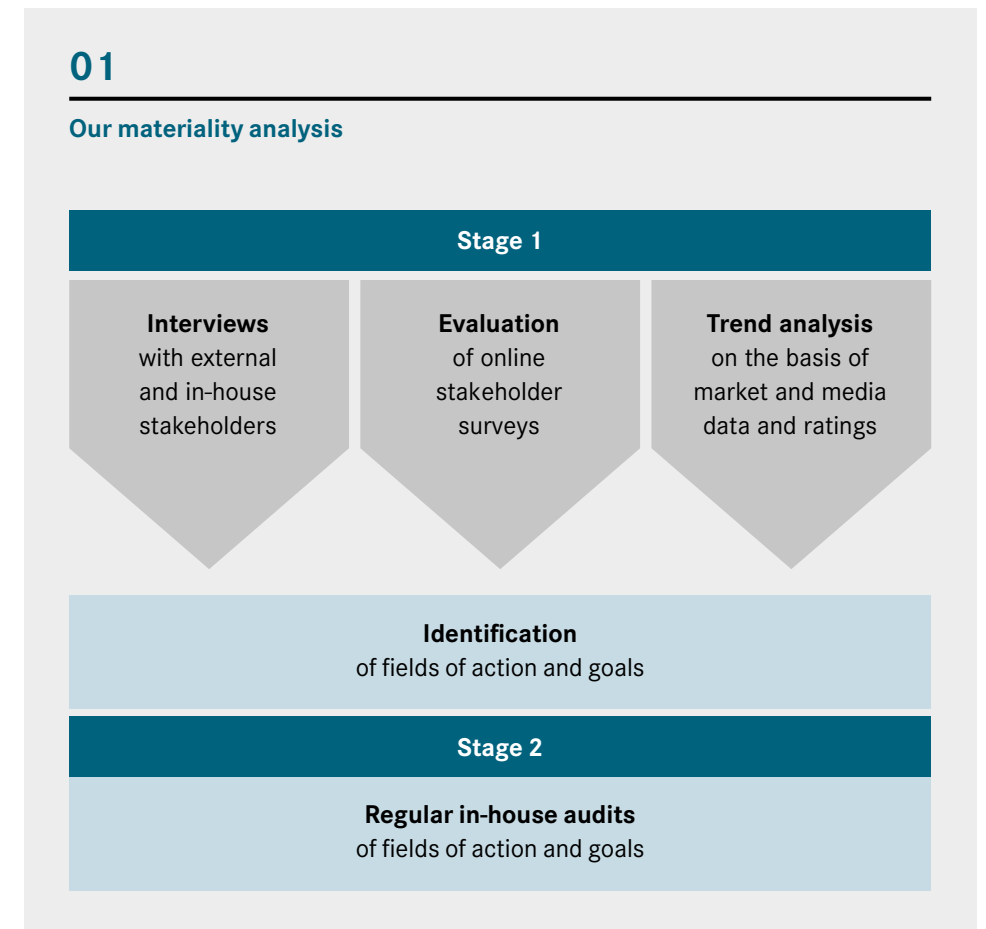 01
Our materiality analysis
Stage 1
Interviews
with external
and in-house
stakeholders
Evaluation
of online
stakeholder
surveys
Trend analysis
on the basis of
market and media
data and ratings
Identification
of fields of action and goals
Stage 2
Regular in-house audits
of fields of action and goals